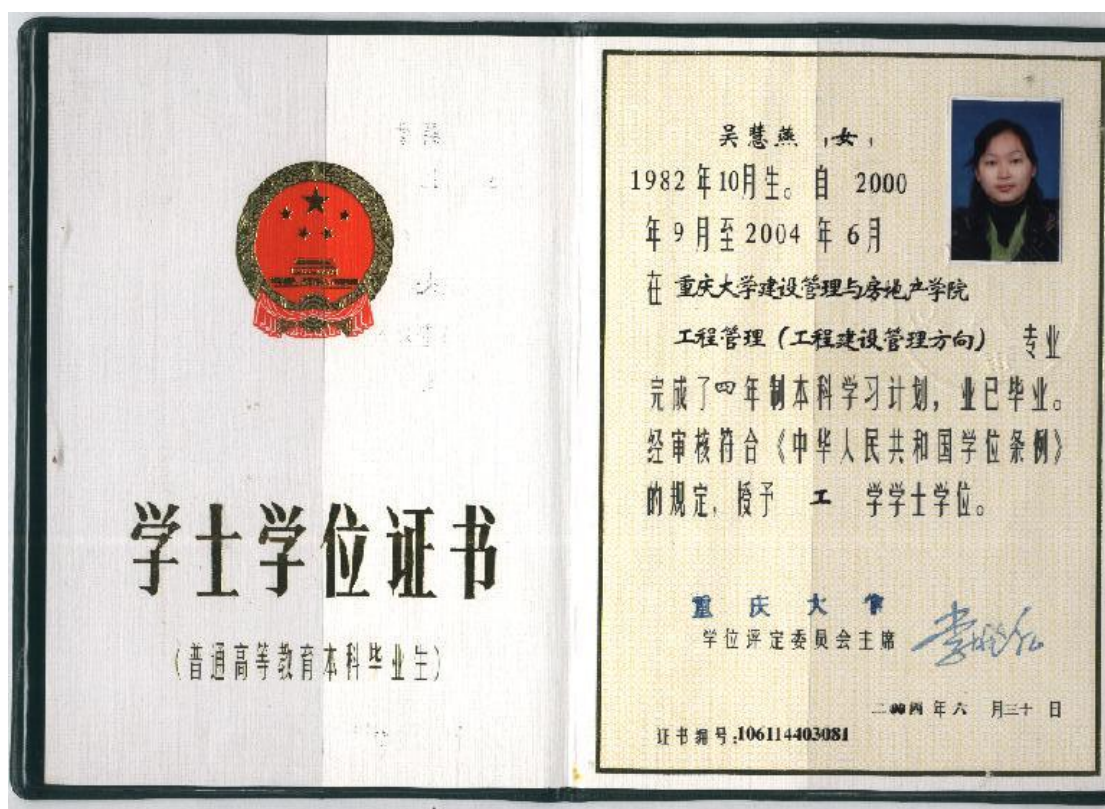 学士学位证书
(普通高等教育本科毕业生)
吴慧燕,女,
1982年10月生。自 2000
年9月至2004年6月
在 重庆大学建设管理与房地产学院
工程管理(工程建设管理方向) 专业
完成了四年制本科学习计划,业已毕业。
经审核符合《中华人民共和国学位条例》
的规定,授予 工 学学士学位。
重庆大学
学位评定委员会主席
二〇〇四年六月三十日
证书编号:106114403081